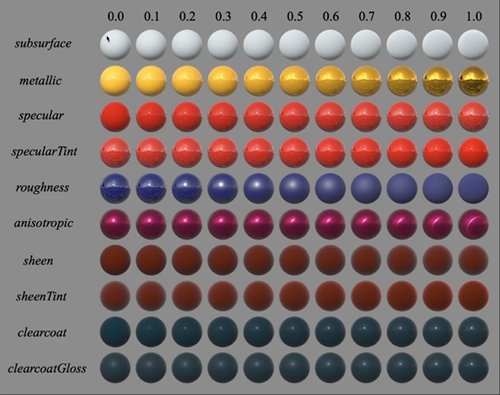 0.0 0.1 0.2 0.3 0.4 0.5 0.6 0.7 0.8 0.9 1.0
subsurface
metallic
specular
specularTint
roughness
anisotropic
sheen
sheenTint
clearcoat
clearcoatGloss